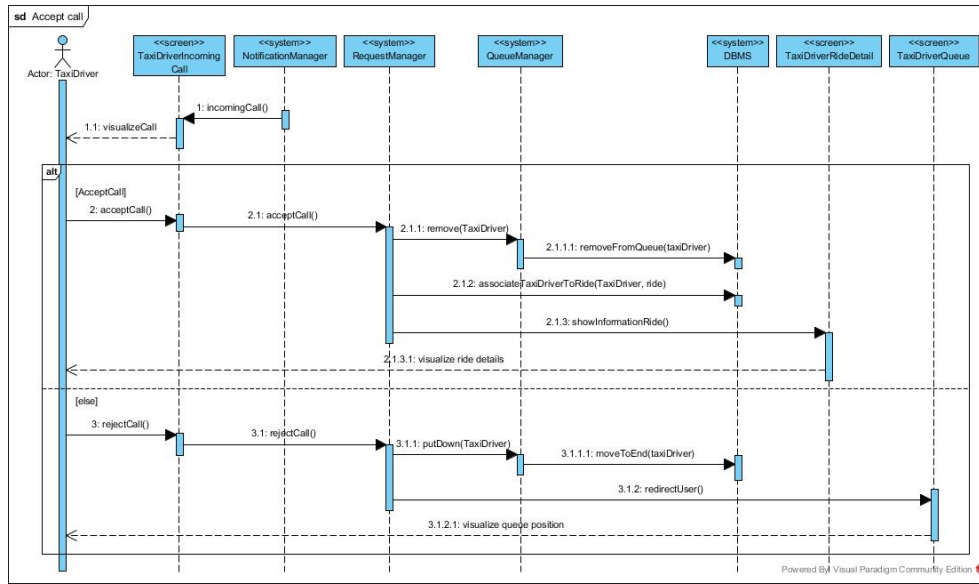 sd Accept call
<<screen>>
TaxiDriverIncoming
Call
<<system>>
NotificationManager
<<system>>
RequestManager
<<system>>
QueueManager
<<system>>
DBMS
<<screen>>
TaxiDriverRideDetail
<<screen>>
TaxiDriverQueue
Actor: TaxiDriver
1: incomingCall()
1.1: visualizeCall
alt
[AcceptCall]
2: acceptCall()
2.1: acceptCall()
2.1.1: remove(TaxiDriver)
2.1.1.1: removeFromQueue(taxiDriver)
2.1.2: associateTaxiDriverToRide(TaxiDriver, ride)
2.1.3: showInformationRide()
2.1.3.1: visualize ride details
[else]
3: rejectCall()
3.1: rejectCall()
3.1.1: putDown(TaxiDriver)
3.1.1.1: moveToEnd(taxiDriver)
3.1.2: redirectUser()
3.1.2.1: visualize queue position
Powered By Visual Paradigm Community Edition